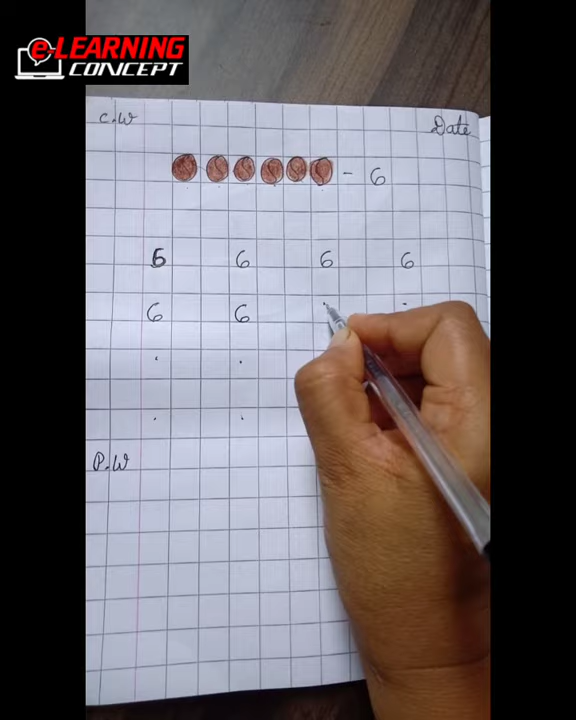 e-LEARNING
CONCEPT
C.W Date
- 6
6 6 6 6
6 6
P.W